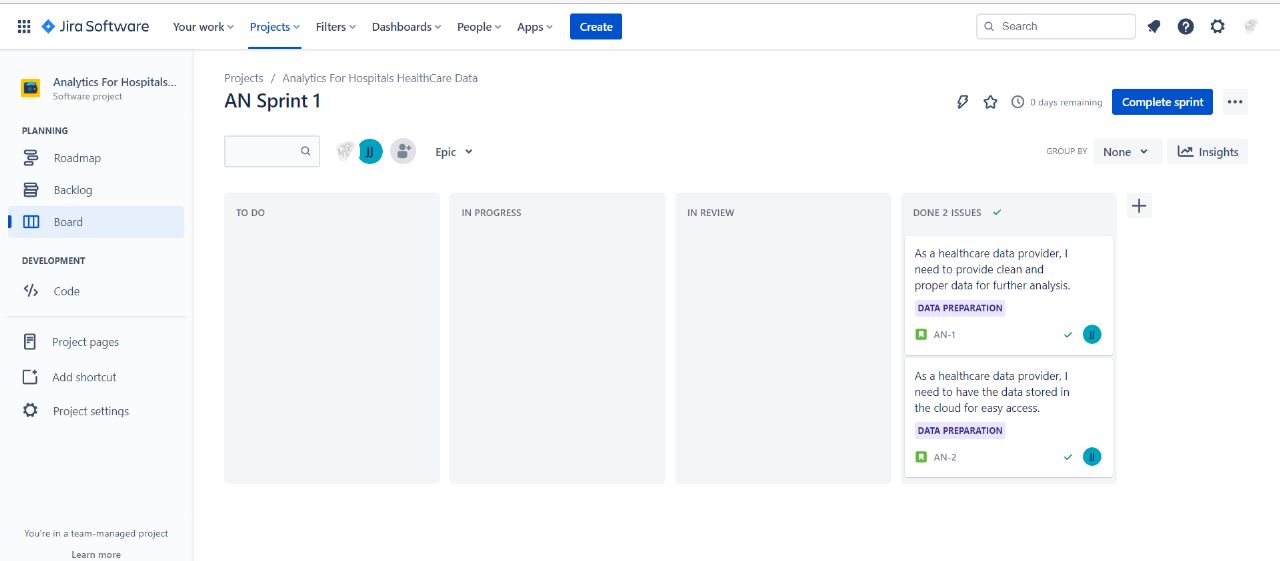 Jira Software Your work Projects Filters Dashboards People Apps Create Search
Analytics For Hospitals...
Software project
PLANNING
Roadmap
Backlog
Board
DEVELOPMENT
Code
Project pages
Add shortcut
Project settings
You're in a team-managed project
Learn more
Projects / Analytics For Hospitals HealthCare Data
AN Sprint 1
0 days remaining Complete sprint
JJ Epic GROUP BY None Insights
TO DO
IN PROGRESS
IN REVIEW
DONE 2 ISSUES
As a healthcare data provider, I
need to provide clean and
proper data for further analysis.
DATA PREPARATION
AN-1 JJ
As a healthcare data provider, I
need to have the data stored in
the cloud for easy access.
DATA PREPARATION
AN-2 JJ